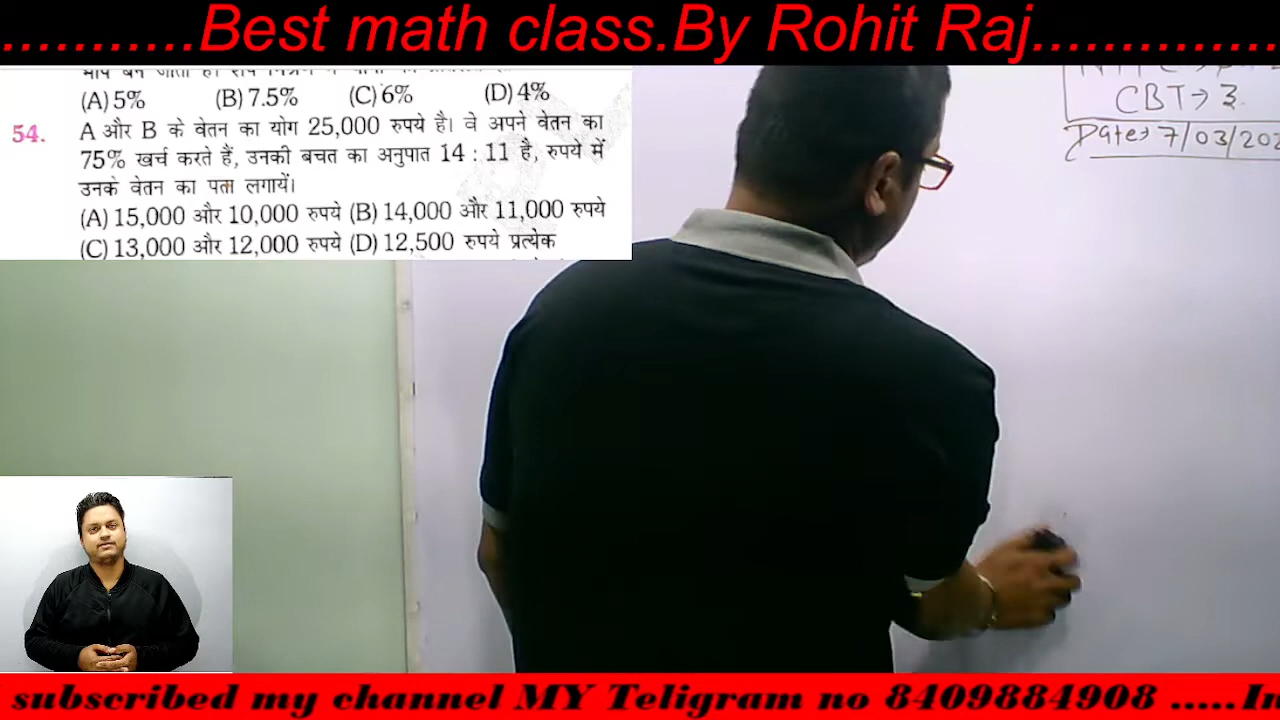 ...........Best math class.By Rohit Raj..............
(A) 5% (B) 7.5% (C) 6% (D) 4%
54. A और B के वेतन का योग 25,000 रुपये है। वे अपने वेतन का
75% खर्च करते हैं, उनकी बचत का अनुपात 14 : 11 है, रुपये में
उनके वेतन का पता लगायें।
(A) 15,000 और 10,000 रुपये (B) 14,000 और 11,000 रुपये
(C) 13,000 और 12,000 रुपये (D) 12,500 रुपये प्रत्येक
CBT→ 3.
Date→ 7/03/202
subscribed my channel MY Teligram no 8409884908 .....In